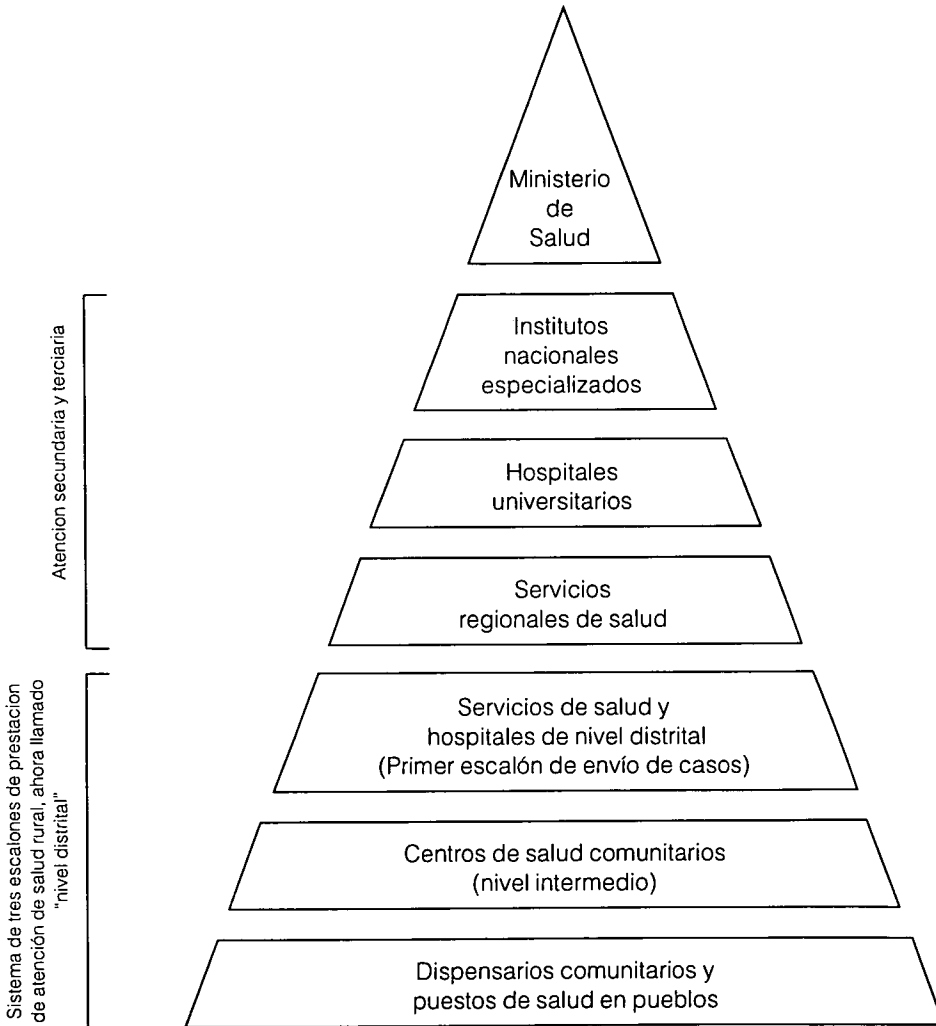 Ministerio
de
Salud
Atencion secundaria y terciaria
Institutos
nacionales
especializados
Hospitales
universitarios
Servicios
regionales de salud
Sistema de tres escalones de prestacion
de atención de salud rural, ahora llamado
"nivel distrital"
Servicios de salud y
hospitales de nivel distrital
(Primer escalón de envío de casos)
Centros de salud comunitarios
(nivel intermedio)
Dispensarios comunitarios y
puestos de salud en pueblos